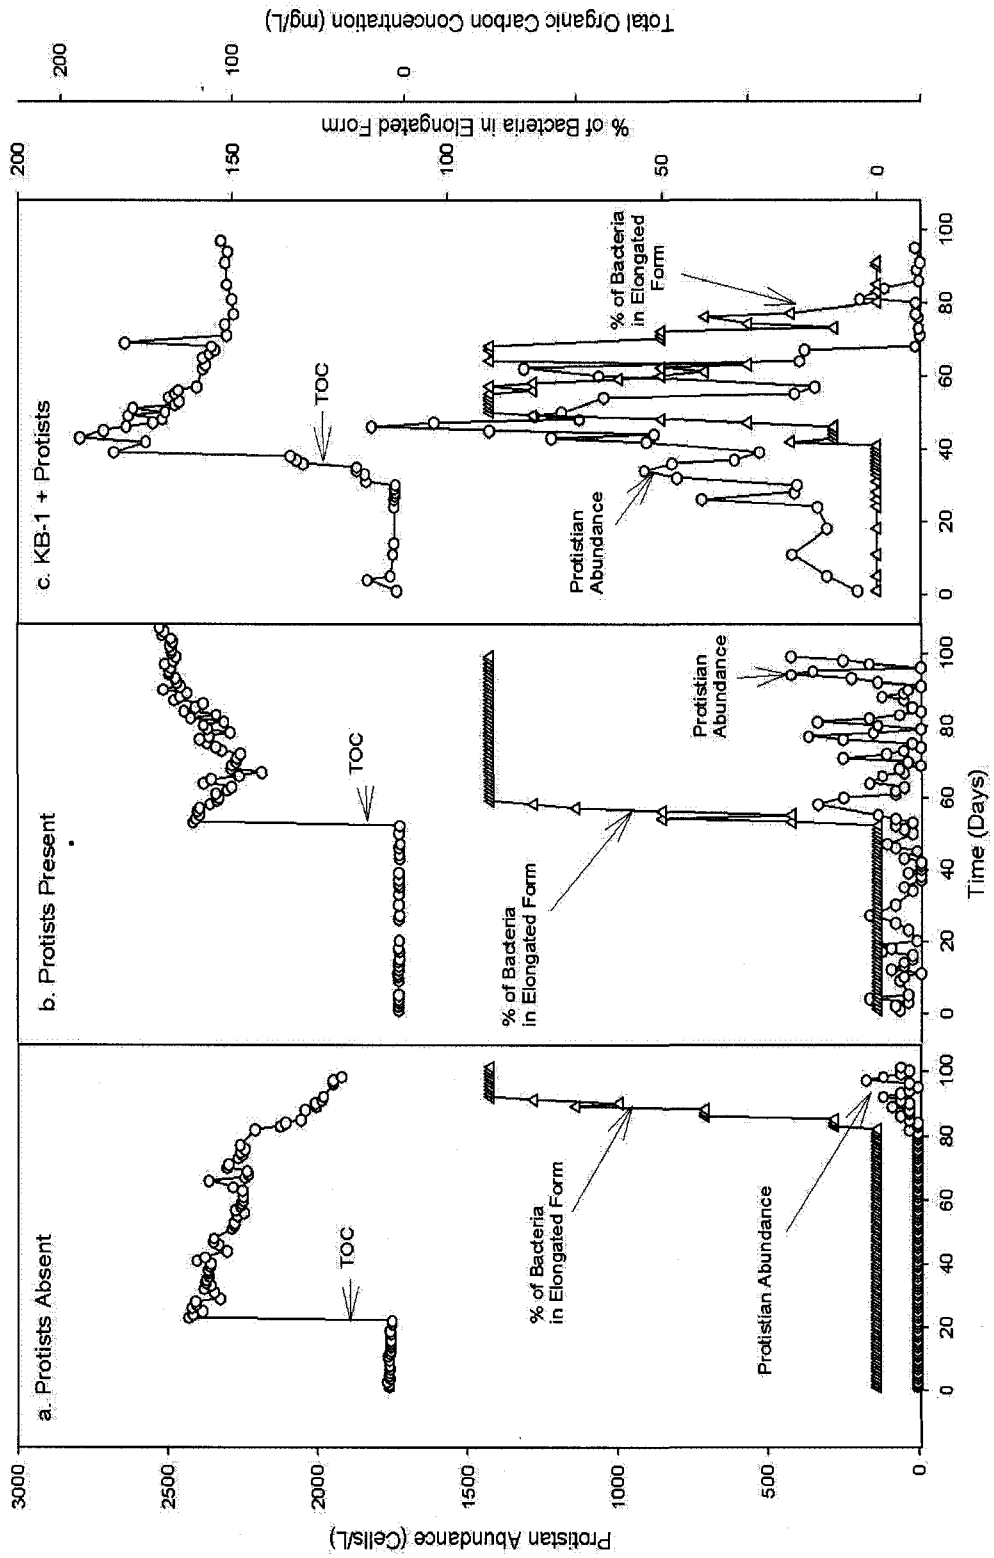 a. Protists Absent
b. Protists Present
c. KB-1 + Protists
Protistan Abundance (Cells/L)
3000
2500
2000
1500
1000
500
0
TOC
% of Bacteria
in Elongated Form
Protistian Abundance
0
20
40
60
80
100
TOC
% of Bacteria
in Elongated Form
Protistian
Abundance
0
20
40
60
80
100
Time (Days)
TOC
Protistian
Abundance
% of Bacteria
in Elongated
Form
0
20
40
60
80
100
200
150
100
50
0
% of Bacteria in Elongated Form
200
100
0
Total Organic Carbon Concentration (mg/L)